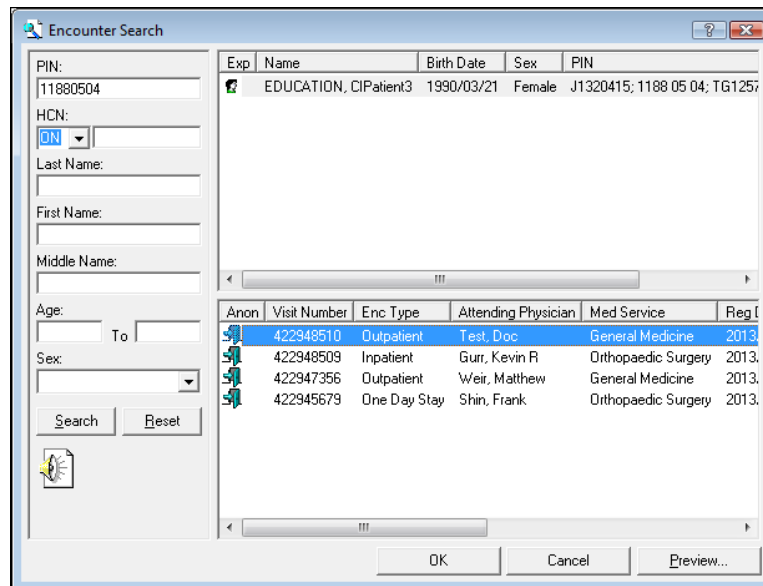 Encounter Search
PIN:
11880504
HCN:
ON
Last Name:
First Name:
Middle Name:
Age:
To
Sex:
Search Reset
Exp Name Birth Date Sex PIN
EDUCATION, CIPatient3 1990/03/21 Female J1320415; 1188 05 04; TG1257
Anon Visit Number Enc Type Attending Physician Med Service Reg D
422948510 Outpatient Test, Doc General Medicine 2013.
422948509 Inpatient Gurr, Kevin R Orthopaedic Surgery 2013.
422947356 Outpatient Weir, Matthew General Medicine 2013.
422945679 One Day Stay Shin, Frank Orthopaedic Surgery 2013.
OK Cancel Preview...